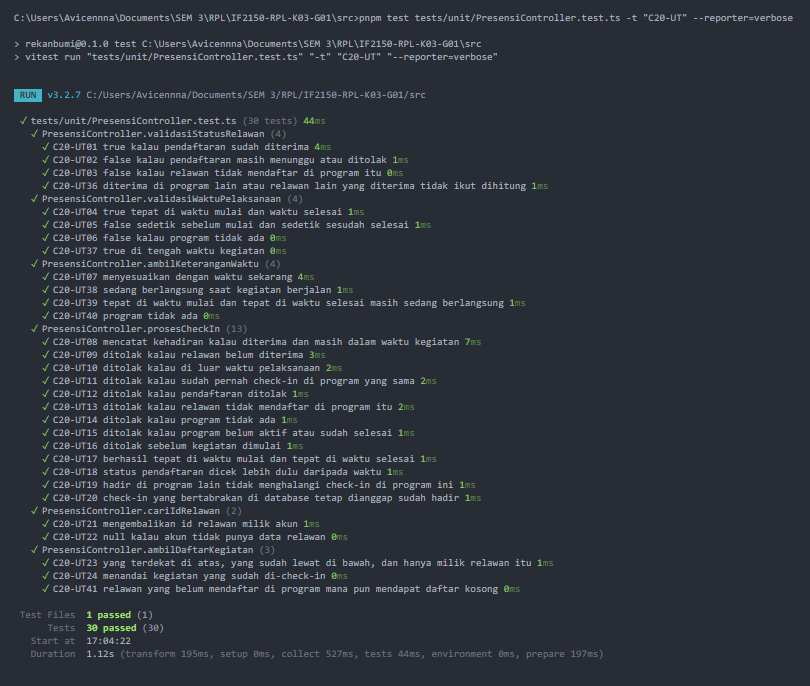 C:\Users\Avicennna\Documents\SEM 3\RPL\IF2150-RPL-K03-G01\src>pnpm test tests/unit/PresensiController.test.ts -t "C20-UT" --reporter=verbose
> rekanbumi@0.1.0 test C:\Users\Avicennna\Documents\SEM 3\RPL\IF2150-RPL-K03-G01\src
> vitest run "tests/unit/PresensiController.test.ts" "-t" "C20-UT" "--reporter=verbose"
RUN v3.2.7 C:/Users/Avicennna/Documents/SEM 3/RPL/IF2150-RPL-K03-G01/src
✓ tests/unit/PresensiController.test.ts (30 tests) 44ms
✓ PresensiController.validasiStatusRelawan (4)
✓ C20-UT01 true kalau pendaftaran sudah diterima 4ms
✓ C20-UT02 false kalau pendaftaran masih menunggu atau ditolak 1ms
✓ C20-UT03 false kalau relawan tidak mendaftar di program itu 0ms
✓ C20-UT36 diterima di program lain atau relawan lain yang diterima tidak ikut dihitung 1ms
✓ PresensiController.validasiWaktuPelaksanaan (4)
✓ C20-UT04 true tepat di waktu mulai dan waktu selesai 1ms
✓ C20-UT05 false sedetik sebelum mulai dan sedetik sesudah selesai 1ms
✓ C20-UT06 false kalau program tidak ada 0ms
✓ C20-UT37 true di tengah waktu kegiatan 0ms
✓ PresensiController.ambilKeteranganWaktu (4)
✓ C20-UT07 menyesuaikan dengan waktu sekarang 4ms
✓ C20-UT38 sedang berlangsung saat kegiatan berjalan 1ms
✓ C20-UT39 tepat di waktu mulai dan tepat di waktu selesai masih sedang berlangsung 1ms
✓ C20-UT40 program tidak ada 0ms
✓ PresensiController.prosesCheckIn (13)
✓ C20-UT08 mencatat kehadiran kalau diterima dan masih dalam waktu kegiatan 7ms
✓ C20-UT09 ditolak kalau relawan belum diterima 3ms
✓ C20-UT10 ditolak kalau di luar waktu pelaksanaan 2ms
✓ C20-UT11 ditolak kalau sudah pernah check-in di program yang sama 2ms
✓ C20-UT12 ditolak kalau pendaftaran ditolak 1ms
✓ C20-UT13 ditolak kalau relawan tidak mendaftar di program itu 2ms
✓ C20-UT14 ditolak kalau program tidak ada 1ms
✓ C20-UT15 ditolak kalau program belum aktif atau sudah selesai 1ms
✓ C20-UT16 ditolak sebelum kegiatan dimulai 1ms
✓ C20-UT17 berhasil tepat di waktu mulai dan tepat di waktu selesai 1ms
✓ C20-UT18 status pendaftaran dicek lebih dulu daripada waktu 1ms
✓ C20-UT19 hadir di program lain tidak menghalangi check-in di program ini 1ms
✓ C20-UT20 check-in yang bertabrakan di database tetap dianggap sudah hadir 1ms
✓ PresensiController.cariIdRelawan (2)
✓ C20-UT21 mengembalikan id relawan milik akun 1ms
✓ C20-UT22 null kalau akun tidak punya data relawan 0ms
✓ PresensiController.ambilDaftarKegiatan (3)
✓ C20-UT23 yang terdekat di atas, yang sudah lewat di bawah, dan hanya milik relawan itu 1ms
✓ C20-UT24 menandai kegiatan yang sudah di-check-in 0ms
✓ C20-UT41 relawan yang belum mendaftar di program mana pun mendapat daftar kosong 0ms
Test Files 1 passed (1)
Tests 30 passed (30)
Start at 17:04:22
Duration 1.12s (transform 195ms, setup 0ms, collect 527ms, tests 44ms, environment 0ms, prepare 197ms)